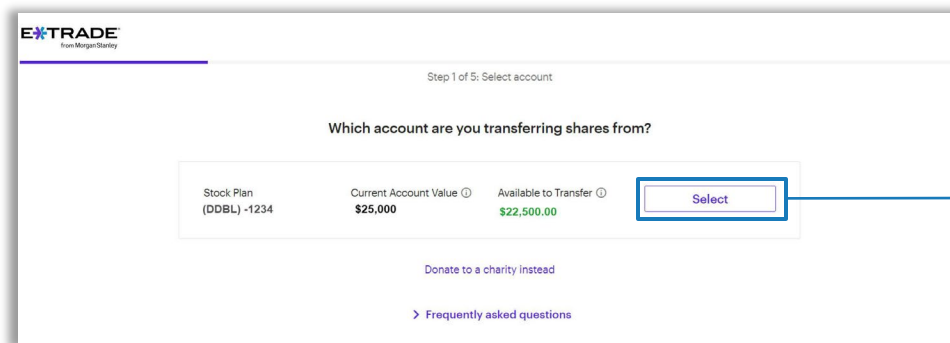 E*TRADE®
from Morgan Stanley
Step 1 of 5: Select account
Which account are you transferring shares from?
Stock Plan Current Account Value ⓘ Available to Transfer ⓘ Select
(DDBL) -1234 $25,000 $22,500.00
Donate to a charity instead
> Frequently asked questions